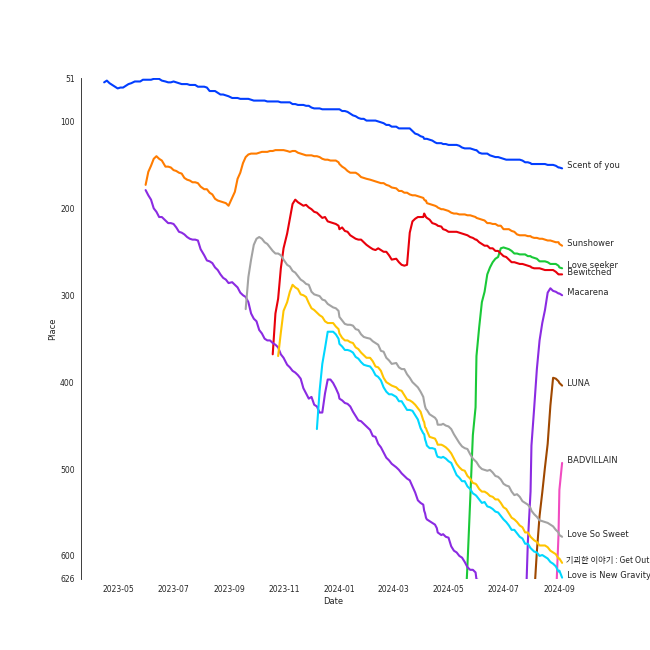 51
100
200
300
400
500
600
626
Place
2023-05
2023-07
2023-09
2023-11
2024-01
2024-03
2024-05
2024-07
2024-09
Date
Scent of you
Sunshower
Love seeker
Bewitched
Macarena
LUNA
BADVILLAIN
Love So Sweet
기괴한 이야기 : Get Out
Love is New Gravity